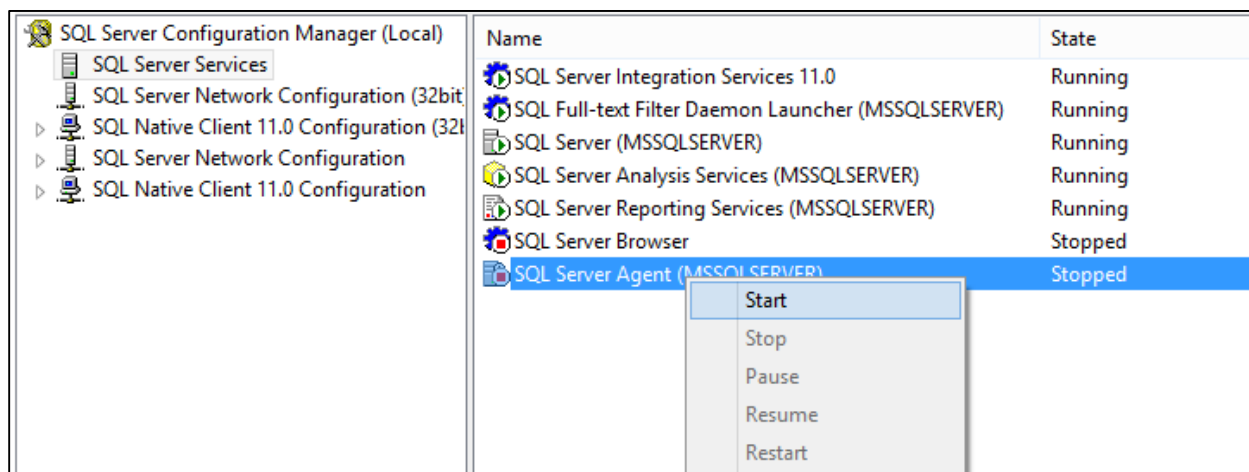 SQL Server Configuration Manager (Local)
SQL Server Services
SQL Server Network Configuration (32bit
SQL Native Client 11.0 Configuration (32b
SQL Server Network Configuration
SQL Native Client 11.0 Configuration
Name State
SQL Server Integration Services 11.0 Running
SQL Full-text Filter Daemon Launcher (MSSQLSERVER) Running
SQL Server (MSSQLSERVER) Running
SQL Server Analysis Services (MSSQLSERVER) Running
SQL Server Reporting Services (MSSQLSERVER) Running
SQL Server Browser Stopped
SQL Server Agent (MSSQLSERVER) Stopped
Start
Stop
Pause
Resume
Restart